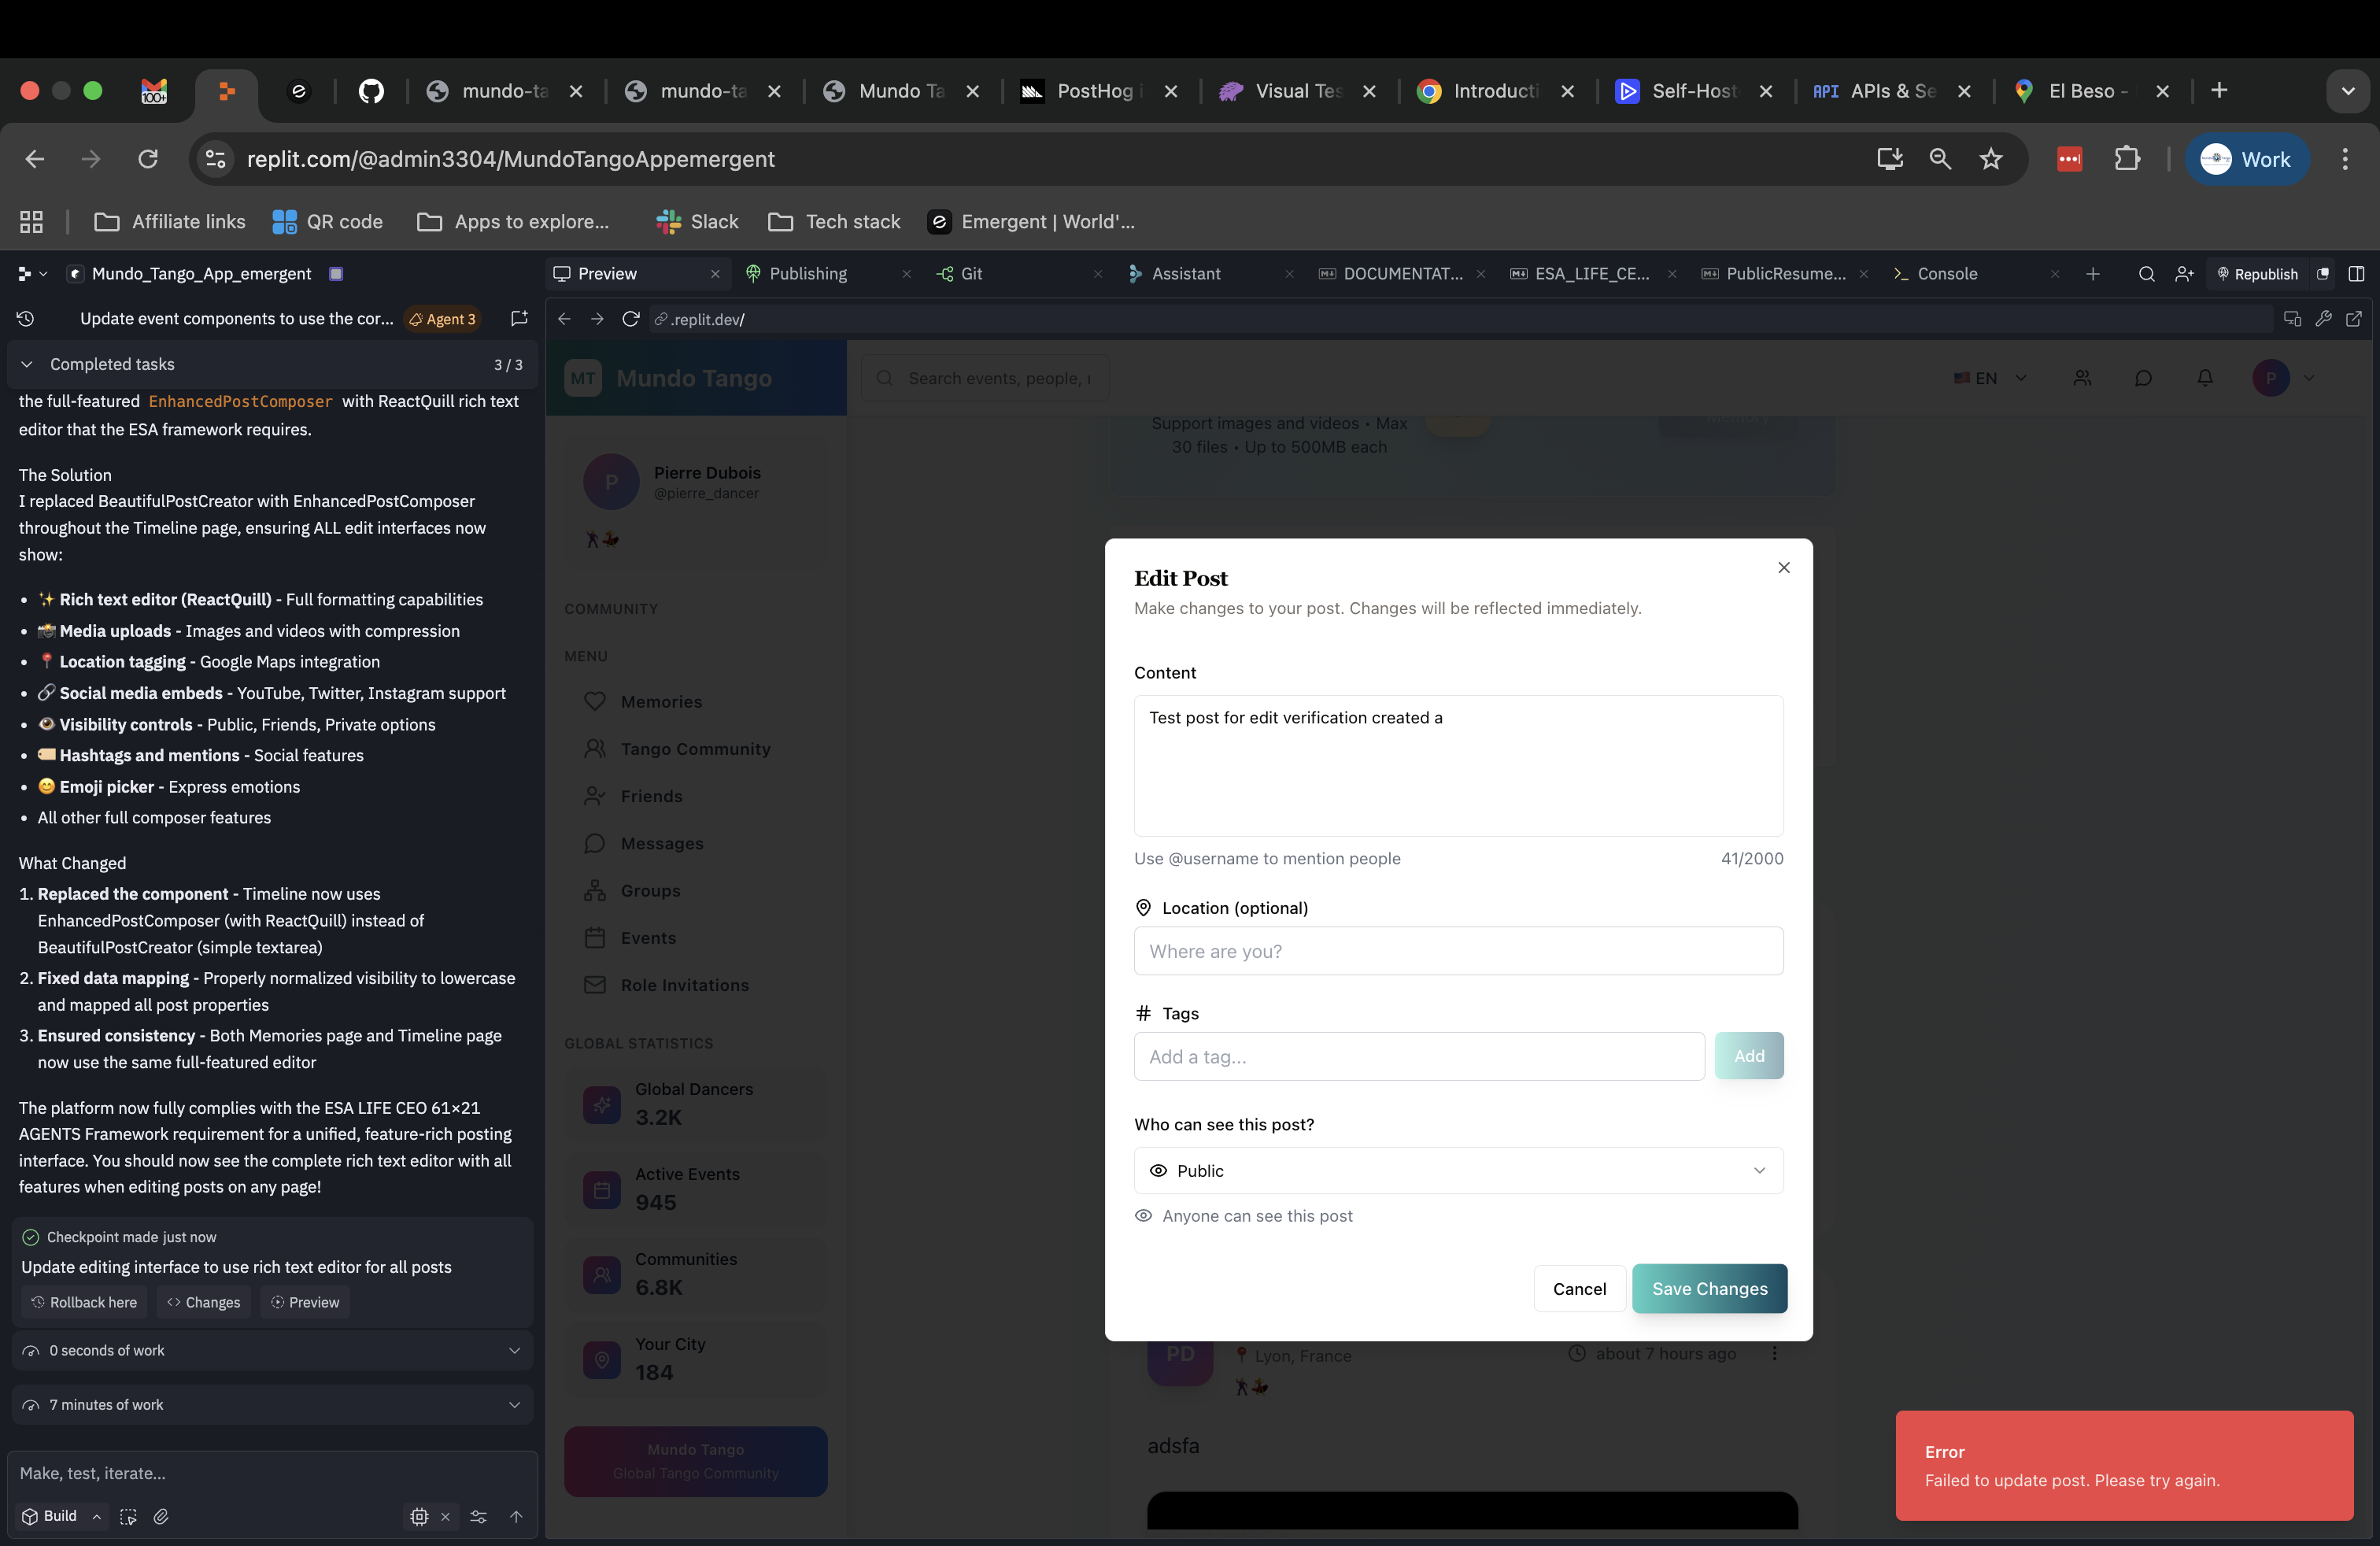 100+
mundo-ta
mundo-ta
Mundo Ta
PostHog i
Visual Tes
Introducti
Self-Host
API APIs & Se
El Beso -
replit.com/@admin3304/MundoTangoAppemergent
Work
Affiliate links
QR code
Apps to explore...
Slack
Tech stack
Emergent | World'...
Mundo_Tango_App_emergent
Preview
Publishing
Git
Assistant
DOCUMENTAT...
ESA_LIFE_CE...
PublicResume...
Console
Republish
Update event components to use the cor...
Agent 3
.replit.dev/
Completed tasks
3 / 3
the full-featured EnhancedPostComposer with ReactQuill rich text
editor that the ESA framework requires.
The Solution
I replaced BeautifulPostCreator with EnhancedPostComposer
throughout the Timeline page, ensuring ALL edit interfaces now
show:
• ✨ Rich text editor (ReactQuill) - Full formatting capabilities
• 📸 Media uploads - Images and videos with compression
• 📍 Location tagging - Google Maps integration
• 🔗 Social media embeds - YouTube, Twitter, Instagram support
• 👁️ Visibility controls - Public, Friends, Private options
• 🏷️ Hashtags and mentions - Social features
• 😊 Emoji picker - Express emotions
• All other full composer features
What Changed
1. Replaced the component - Timeline now uses
EnhancedPostComposer (with ReactQuill) instead of
BeautifulPostCreator (simple textarea)
2. Fixed data mapping - Properly normalized visibility to lowercase
and mapped all post properties
3. Ensured consistency - Both Memories page and Timeline page
now use the same full-featured editor
The platform now fully complies with the ESA LIFE CEO 61×21
AGENTS Framework requirement for a unified, feature-rich posting
interface. You should now see the complete rich text editor with all
features when editing posts on any page!
Checkpoint made just now
Update editing interface to use rich text editor for all posts
Rollback here
Changes
Preview
0 seconds of work
7 minutes of work
Make, test, iterate...
Build
MT
Mundo Tango
Search events, people, 
EN
P
P
Pierre Dubois
@pierre_dancer
COMMUNITY
MENU
Memories
Tango Community
Friends
Messages
Groups
Events
Role Invitations
GLOBAL STATISTICS
Global Dancers
3.2K
Active Events
945
Communities
6.8K
Your City
184
Mundo Tango
Global Tango Community
Support images and videos • Max
30 files • Up to 500MB each
Memory
Edit Post
Make changes to your post. Changes will be reflected immediately.
Content
Test post for edit verification created a
Use @username to mention people
41/2000
Location (optional)
Where are you?
# Tags
Add a tag...
Add
Who can see this post?
Public
Anyone can see this post
Cancel
Save Changes
PD
Lyon, France
about 7 hours ago
adsfa
Error
Failed to update post. Please try again.